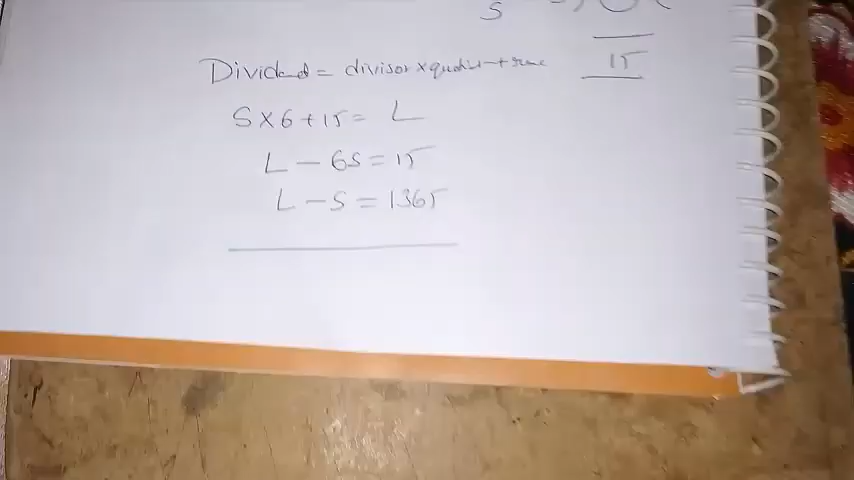 S
15
Dividend = divisor x quotient + rem
S x 6 + 15 = L
L - 6S = 15
L - S = 1365